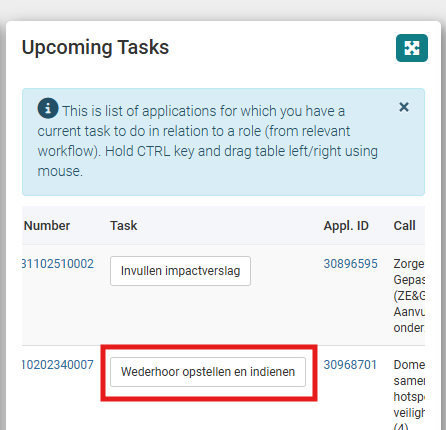 Upcoming Tasks
This is list of applications for which you have a
current task to do in relation to a role (from relevant
workflow). Hold CTRL key and drag table left/right using
mouse.
Number Task Appl. ID Call
31102510002 Invullen impactverslag 30896595 Zorge
Gepas
(ZE&G
Aanvu
onder
10202340007 Wederhoor opstellen en indienen 30968701 Dome
samer
hotsp
veiligh
(4)